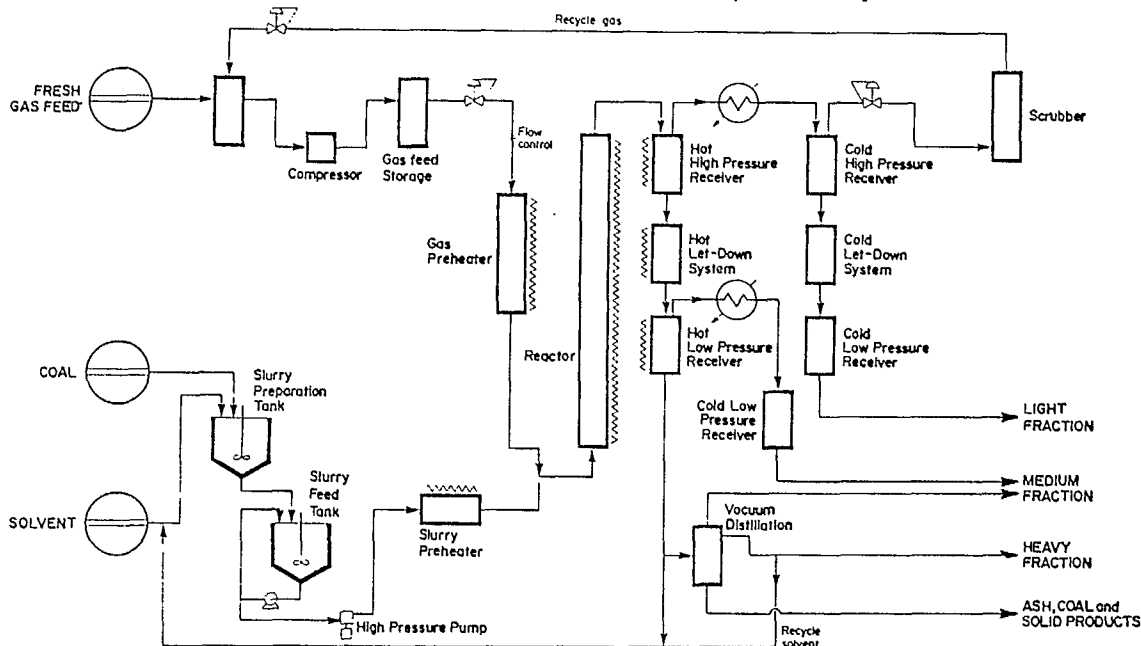 Recycle gas
FRESH
GAS FEED
Compressor
Gas feed
Storage
Flow
control
Gas
Preheater
Reactor
Hot
High Pressure
Receiver
Cold
High Pressure
Receiver
Scrubber
Hot
Let-Down
System
Cold
Let-Down
System
Hot
Low Pressure
Receiver
Cold
Low Pressure
Receiver
COAL
Slurry
Preparation
Tank
Cold Low
Pressure
Receiver
LIGHT
FRACTION
SOLVENT
Slurry
Feed
Tank
Slurry
Preheater
High Pressure Pump
MEDIUM
FRACTION
Vacuum
Distillation
HEAVY
FRACTION
ASH, COAL and
SOLID PRODUCTS
Recycle
solvent